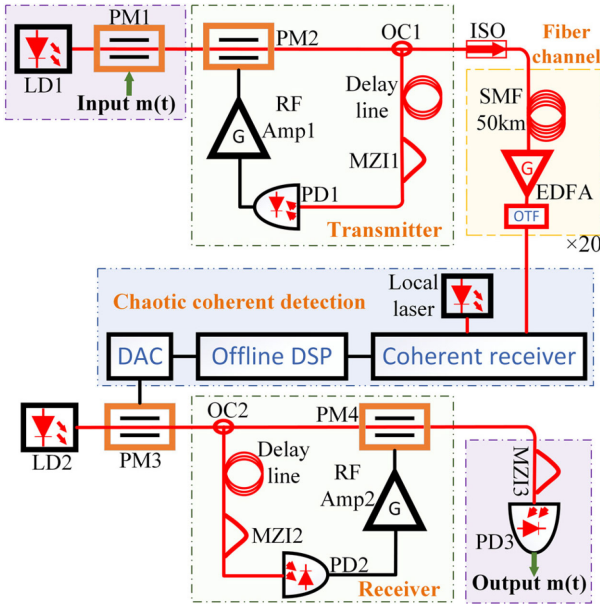 PM1
LD1
Input m(t)
PM2
OC1
ISO
Fiber
channel
RF
Amp1
G
Delay
line
MZI1
PD1
Transmitter
SMF
50km
G
EDFA
OTF
×20
Chaotic coherent detection
Local
laser
DAC
Offline DSP
Coherent receiver
LD2
PM3
OC2
PM4
Delay
line
RF
Amp2
G
MZI2
PD2
Receiver
MZI3
PD3
Output m(t)